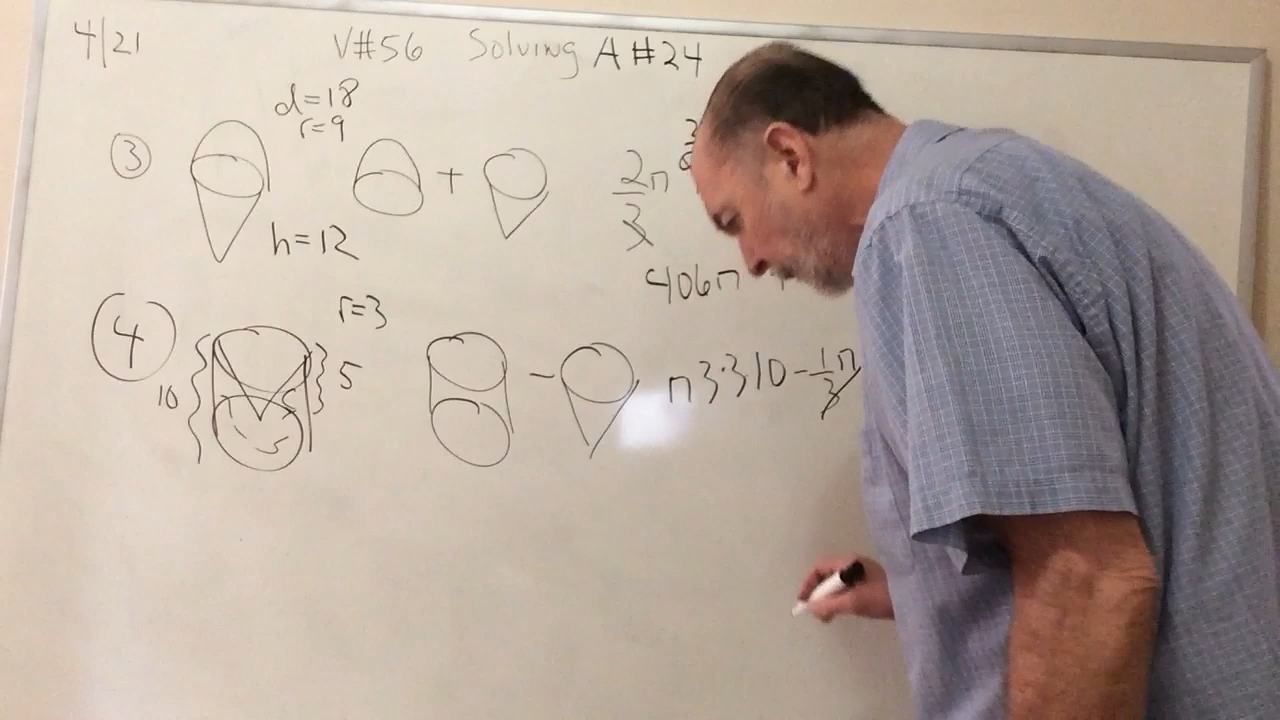 4/21
V#56 Solving A #24
③ d=18
r=9
+
2π
3
h=12
406π
④ r=3
10
5
-
π3·3·10 - 1/3 π